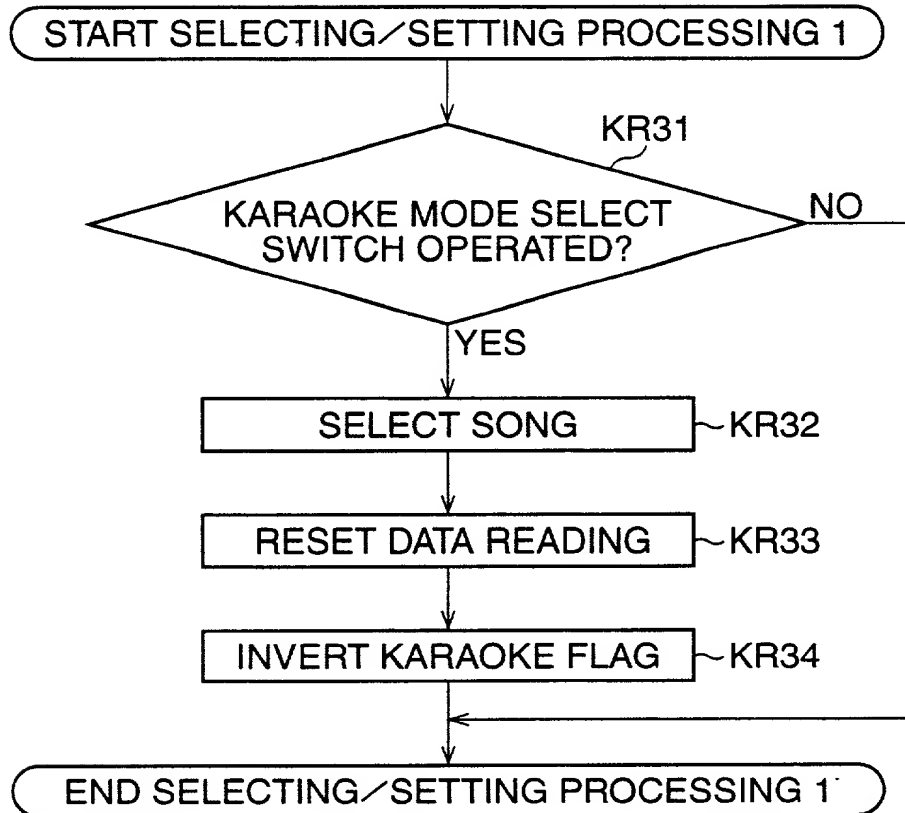 START SELECTING/SETTING PROCESSING 1
KR31
KARAOKE MODE SELECT
SWITCH OPERATED?
NO
YES
SELECT SONG
KR32
RESET DATA READING
KR33
INVERT KARAOKE FLAG
KR34
END SELECTING/SETTING PROCESSING 1